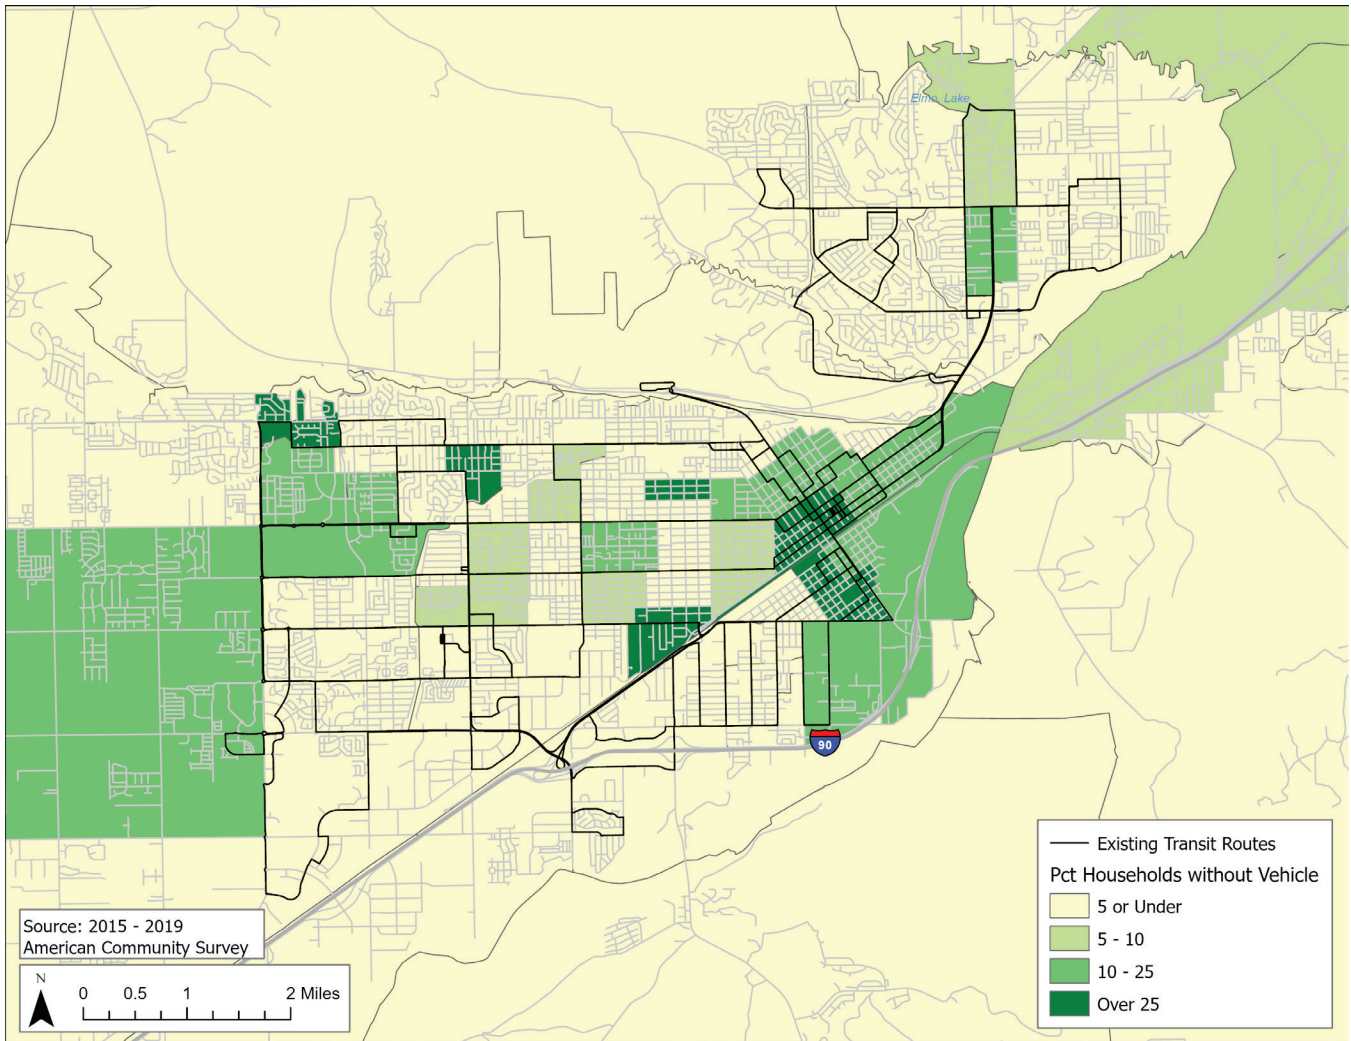 Elmo, Lake
90
Existing Transit Routes
Pct Households without Vehicle
5 or Under
5 - 10
10 - 25
Over 25
Source: 2015 - 2019
American Community Survey
N
0 0.5 1 2 Miles